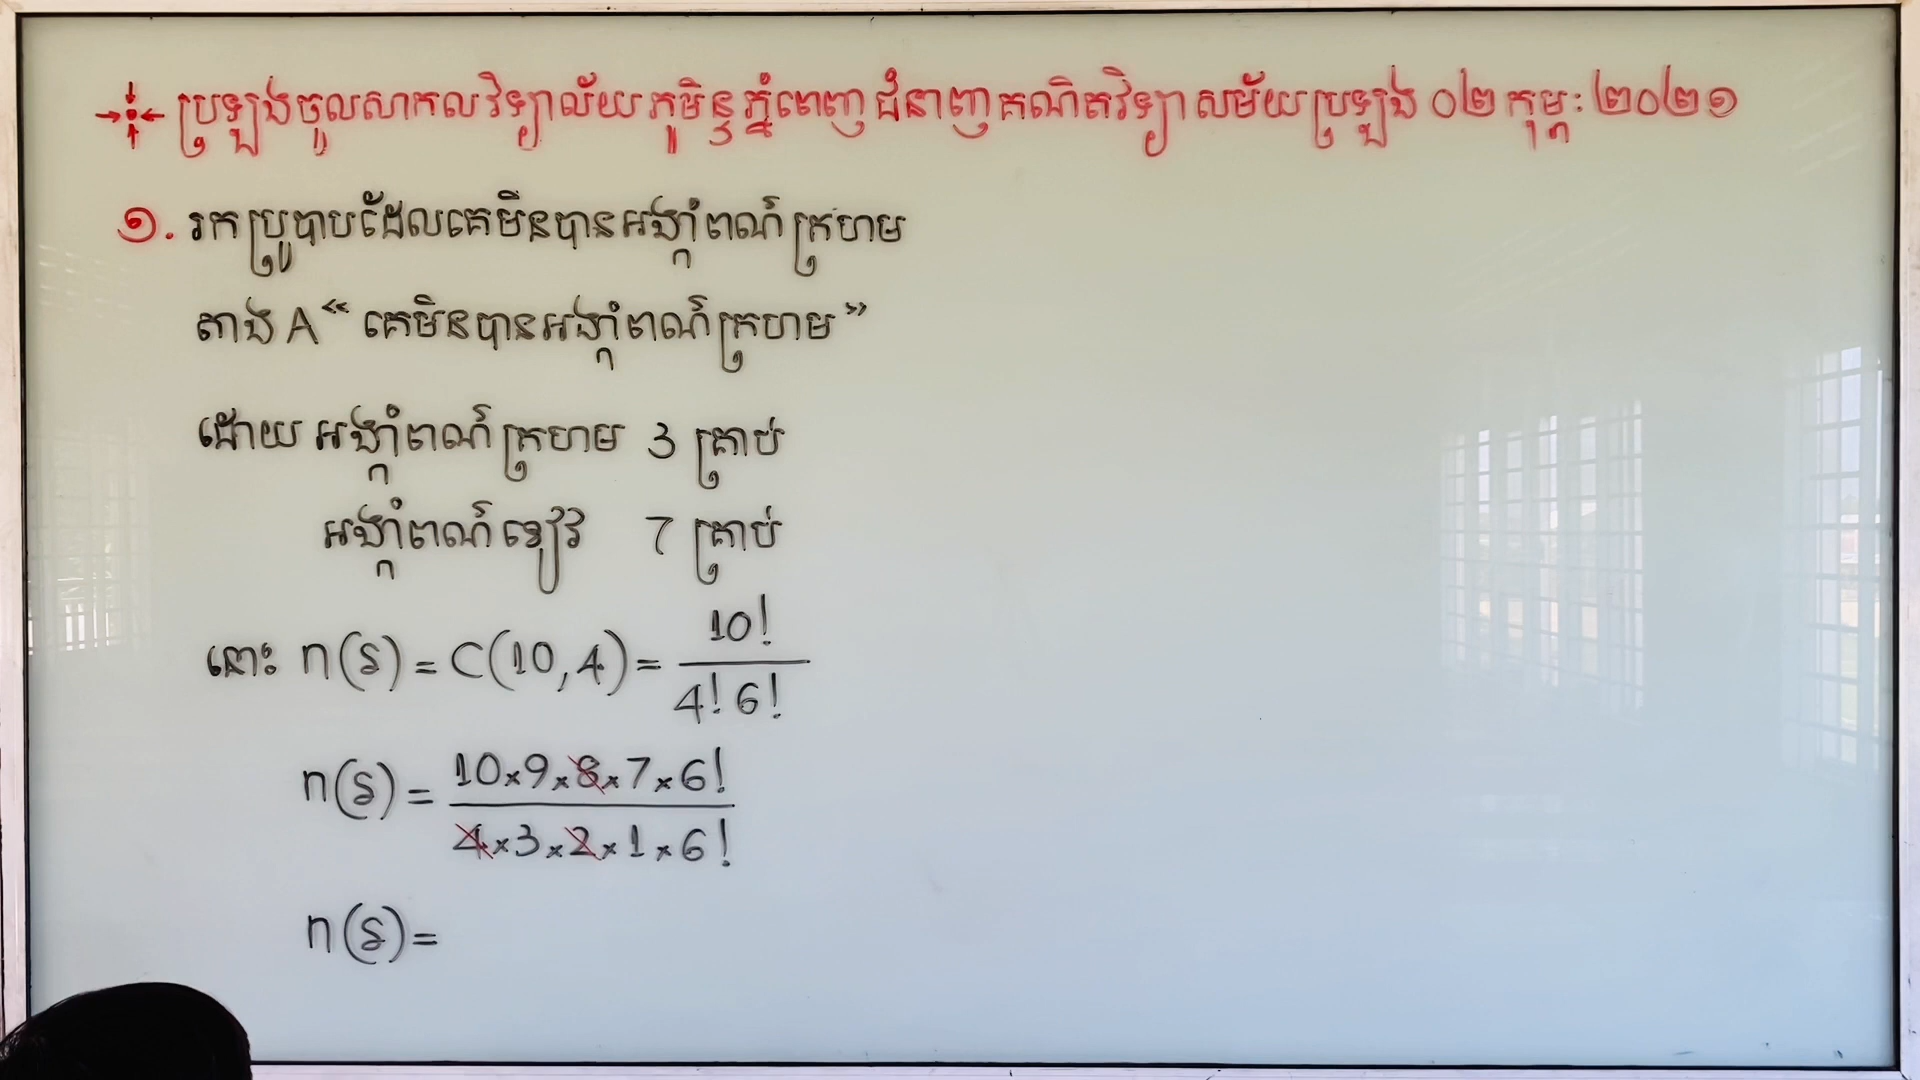 ប្រឡងចូលសាកលវិទ្យាល័យភូមិន្ទភ្នំពេញជំនាញគណិតវិទ្យា សម័យប្រឡង ០២ កុម្ភៈ ២០២១
១. រកប្រូបាបដែលគេមិនបានអង្កាំពណ៌ក្រហម
តាង A “ គេមិនបានអង្កាំពណ៌ក្រហម ”
ដោយ អង្កាំពណ៌ក្រហម 3 គ្រាប់
អង្កាំពណ៌ខៀវ 7 គ្រាប់
នោះ n(S) = C(10,4) = 10! / 4! 6!
n(S) = 10×9×8×7×6! / 4×3×2×1×6!
n(S) =